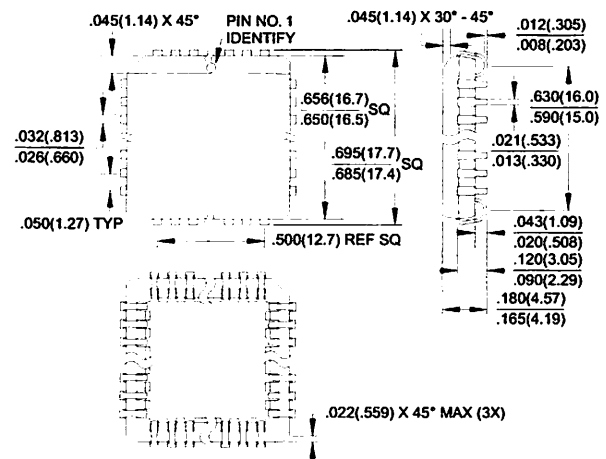 .045(1.14) X 45°
PIN NO. 1
IDENTIFY
.045(1.14) X 30° - 45°
.012(.305)
.008(.203)
.656(16.7)
.650(16.5)
SQ
.630(16.0)
.590(15.0)
.032(.813)
.026(.660)
.695(17.7)
.685(17.4)
SQ
.021(.533)
.013(.330)
.050(1.27) TYP
.500(12.7) REF SQ
.043(1.09)
.020(.508)
.120(3.05)
.090(2.29)
.180(4.57)
.165(4.19)
.022(.559) X 45° MAX (3X)